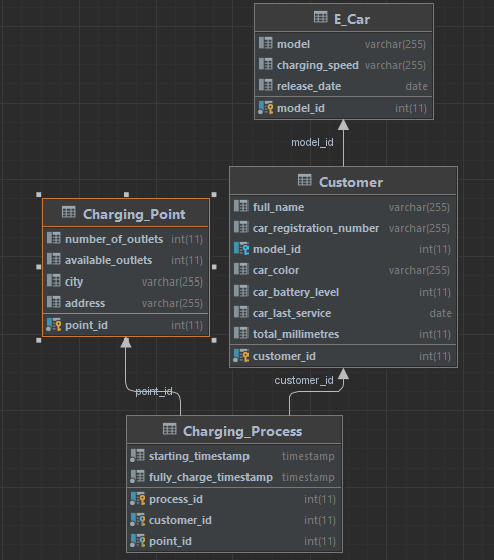 E_Car
model varchar(255)
charging_speed varchar(255)
release_date date
model_id int(11)
model_id
Customer
full_name varchar(255)
car_registration_number varchar(255)
model_id int(11)
car_color varchar(255)
car_battery_level int(11)
car_last_service date
total_millimetres int(11)
customer_id int(11)
Charging_Point
number_of_outlets int(11)
available_outlets int(11)
city varchar(255)
address varchar(255)
point_id int(11)
point_id
customer_id
Charging_Process
starting_timestamp timestamp
fully_charge_timestamp timestamp
process_id int(11)
customer_id int(11)
point_id int(11)